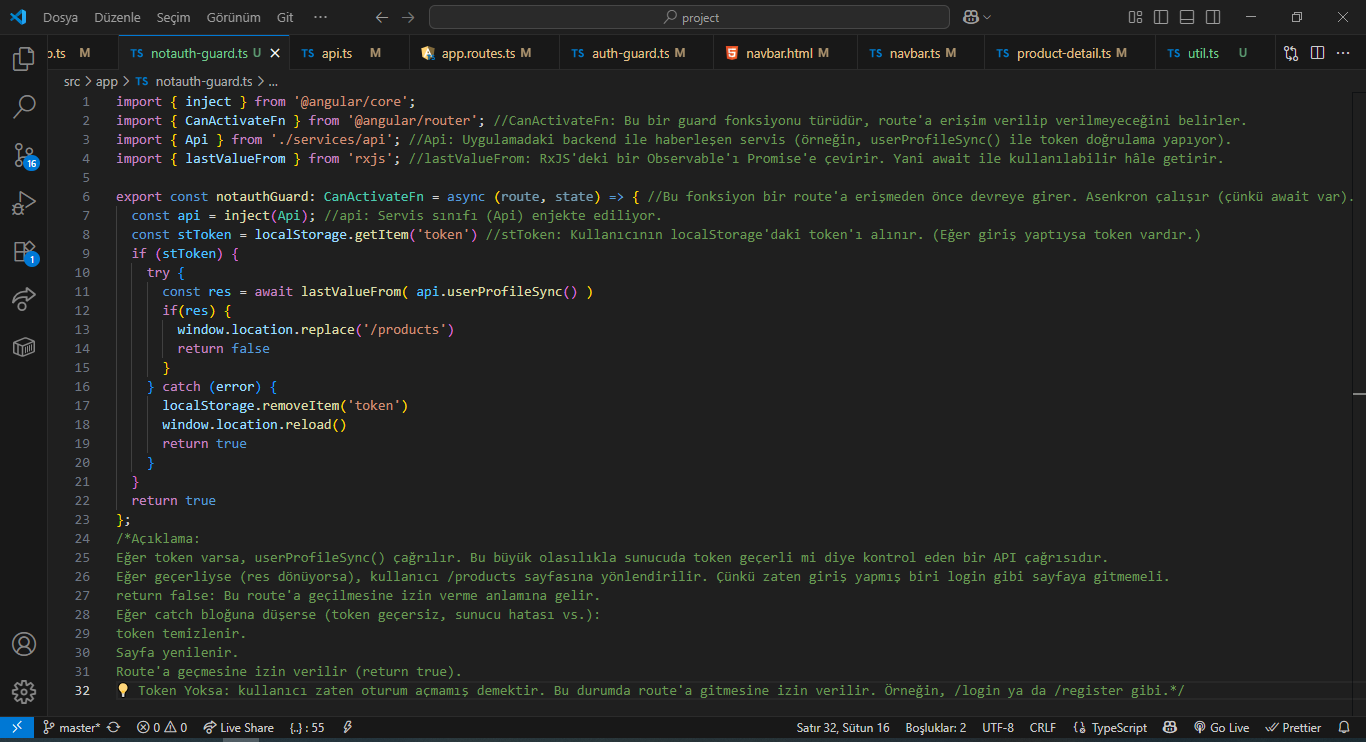 Dosya Düzenle Seçim Görünüm Git ··· project
p.ts M TS notauth-guard.ts U TS api.ts M app.routes.ts M TS auth-guard.ts M navbar.html M TS navbar.ts M TS product-detail.ts M TS util.ts U ···
src > app > TS notauth-guard.ts > ...
1 import { inject } from '@angular/core';
2 import { CanActivateFn } from '@angular/router'; //CanActivateFn: Bu bir guard fonksiyonu türüdür, route'a erişim verilip verilmeyeceğini belirler.
3 import { Api } from './services/api'; //Api: Uygulamadaki backend ile haberleşen servis (örneğin, userProfileSync() ile token doğrulama yapıyor).
4 import { lastValueFrom } from 'rxjs'; //lastValueFrom: RxJS'deki bir Observable'ı Promise'e çevirir. Yani await ile kullanılabilir hâle getirir.
5
6 export const notauthGuard: CanActivateFn = async (route, state) => { //Bu fonksiyon bir route'a erişmeden önce devreye girer. Asenkron çalışır (çünkü await var).
7 const api = inject(Api); //api: Servis sınıfı (Api) enjekte ediliyor.
8 const stToken = localStorage.getItem('token') //stToken: Kullanıcının localStorage'daki token'ı alınır. (Eğer giriş yaptıysa token vardır.)
9 if (stToken) {
10 try {
11 const res = await lastValueFrom( api.userProfileSync() )
12 if(res) {
13 window.location.replace('/products')
14 return false
15 }
16 } catch (error) {
17 localStorage.removeItem('token')
18 window.location.reload()
19 return true
20 }
21 }
22 return true
23 };
24 /*Açıklama:
25 Eğer token varsa, userProfileSync() çağrılır. Bu büyük olasılıkla sunucuda token geçerli mi diye kontrol eden bir API çağrısıdır.
26 Eğer geçerliyse (res dönüyorsa), kullanıcı /products sayfasına yönlendirilir. Çünkü zaten giriş yapmış biri login gibi sayfaya gitmemeli.
27 return false: Bu route'a geçilmesine izin verme anlamına gelir.
28 Eğer catch bloğuna düşerse (token geçersiz, sunucu hatası vs.):
29 token temizlenir.
30 Sayfa yenilenir.
31 Route'a geçmesine izin verilir (return true).
32 Token Yoksa: kullanıcı zaten oturum açmamış demektir. Bu durumda route'a gitmesine izin verilir. Örneğin, /login ya da /register gibi.*/
16
1
master* 0 0 Live Share {..} : 55 Satır 32, Sütun 16 Boşluklar: 2 UTF-8 CRLF {} TypeScript Go Live Prettier